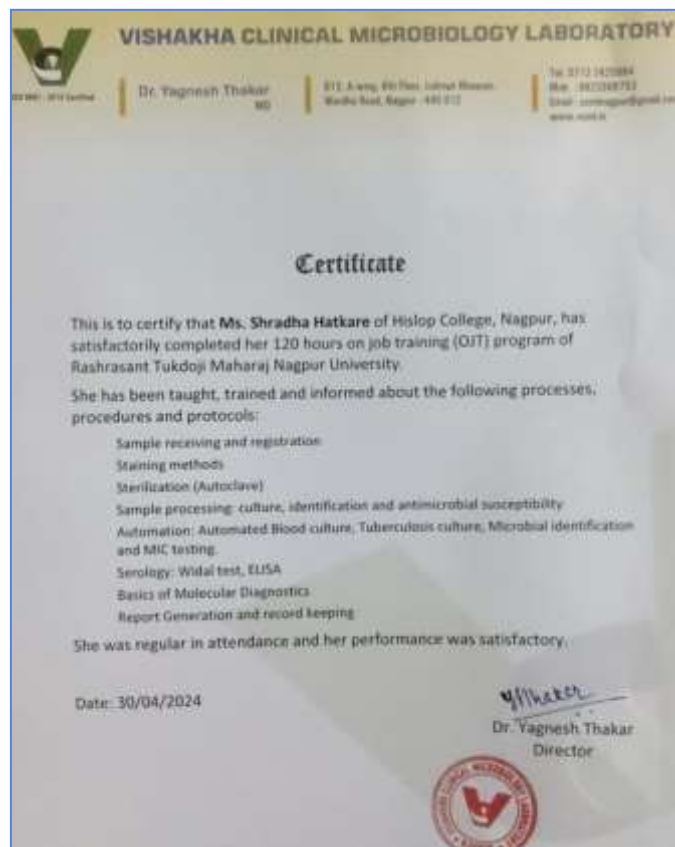 VISHAKHA CLINICAL MICROBIOLOGY LABORATORY
Dr. Yagnesh Thakar
MD
Certificate
This is to certify that Ms. Shradha Hatkare of Hislop College, Nagpur, has
satisfactorily completed her 120 hours on job training (OJT) program of
Rashrasant Tukdoji Maharaj Nagpur University.
She has been taught, trained and informed about the following processes,
procedures and protocols:
Sample receiving and registration
Staining methods
Sterilization (Autoclave)
Sample processing: culture, identification and antimicrobial susceptibility
Automation: Automated Blood culture, Tuberculous culture, Microbial identification
and MIC testing.
Serology: Widal test, ELISA
Basics of Molecular Diagnostics
Report Generation and record keeping
She was regular in attendance and her performance was satisfactory.
Date: 30/04/2024
Dr. Yagnesh Thakar
Director